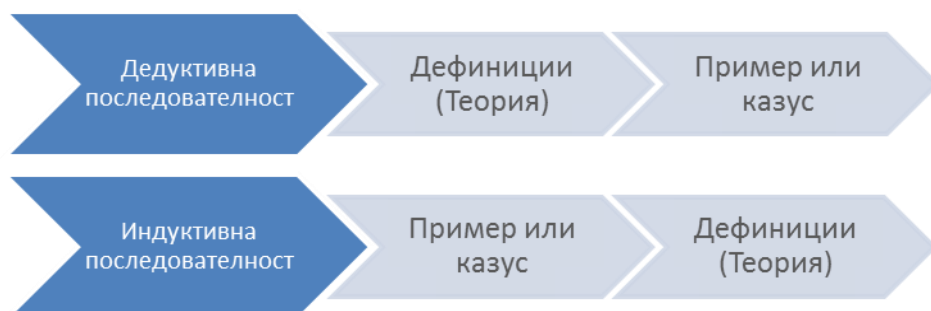 Дедуктивна
последователност
Дефиниции
(Теория)
Пример или
казус
Индуктивна
последователност
Пример или
казус
Дефиниции
(Теория)